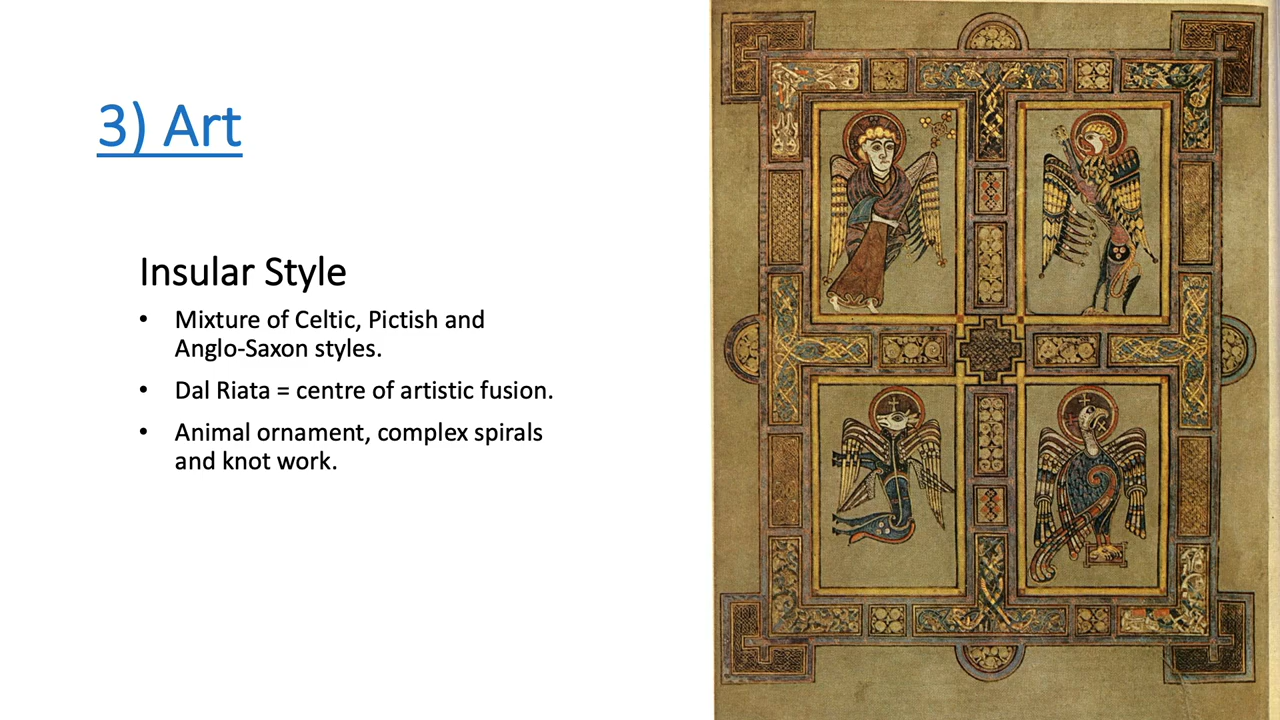 3) Art
Insular Style
• Mixture of Celtic, Pictish and
Anglo-Saxon styles.
• Dal Riata = centre of artistic fusion.
• Animal ornament, complex spirals
and knot work.